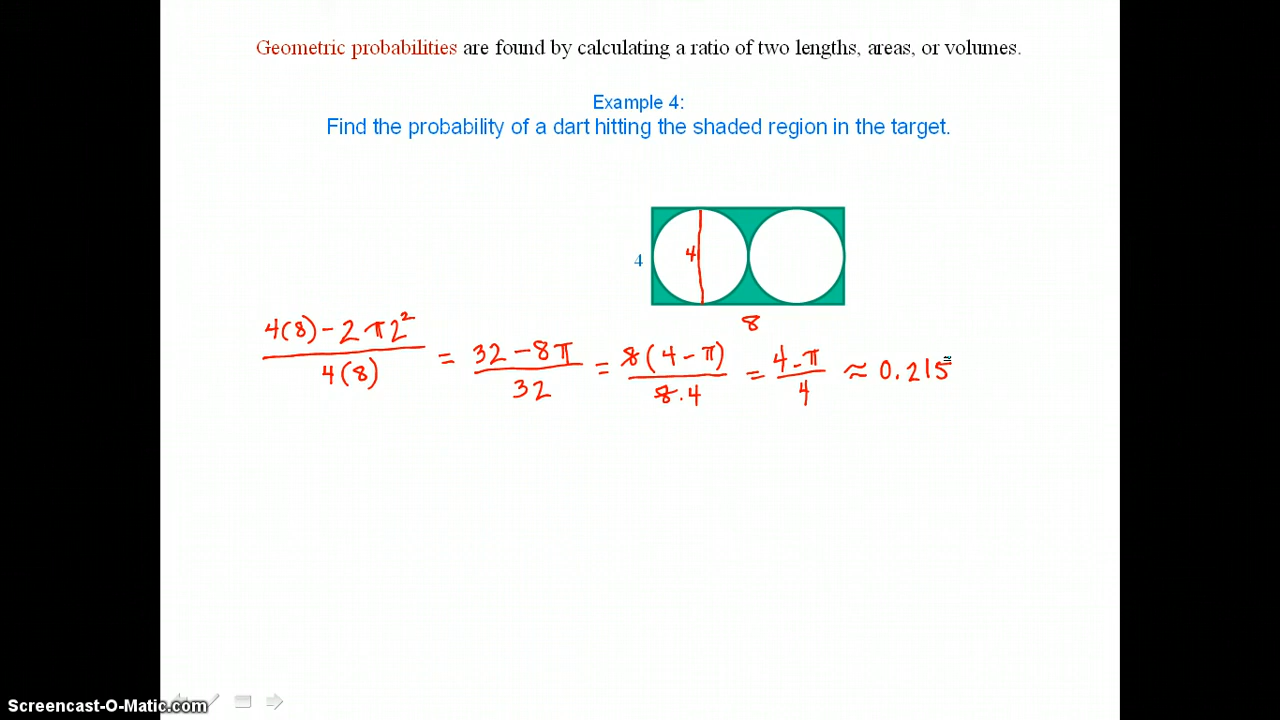 Geometric probabilities are found by calculating a ratio of two lengths, areas, or volumes.
Example 4:
Find the probability of a dart hitting the shaded region in the target.
4
4
8
4(8) - 2π2² / 4(8) = 32 - 8π / 32 = 8(4 - π) / 8·4 = 4 - π / 4 ≈ 0.215
Screencast-O-Matic.com